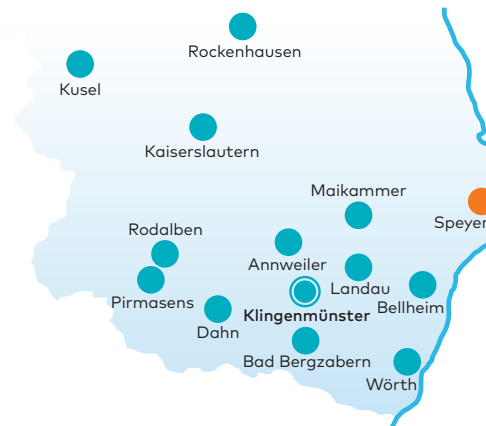 Rockenhausen
Kusel
Kaiserslautern
Maikammer
Speyer
Rodalben
Annweiler
Landau
Pirmasens
Bellheim
Klingenmünster
Dahn
Bad Bergzabern
Wörth